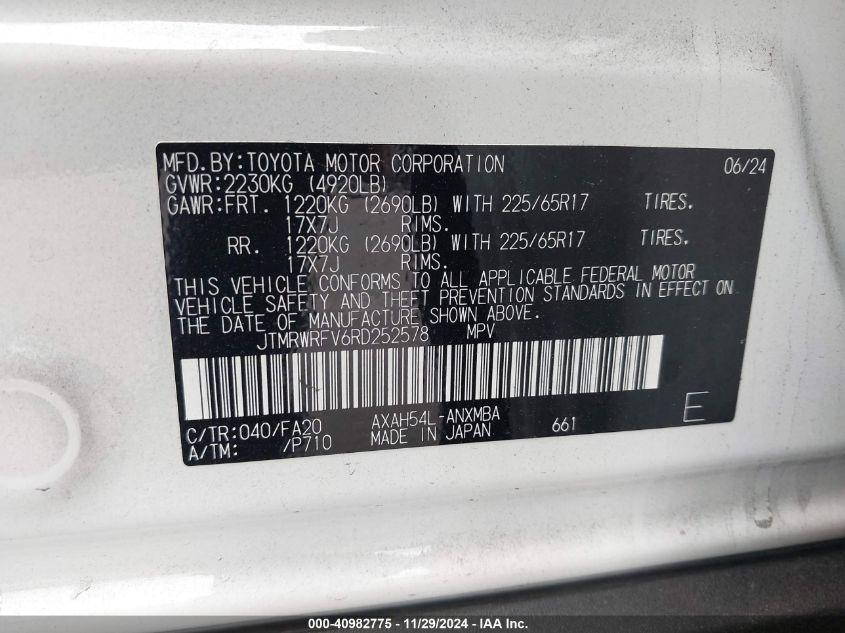 MFD.BY:TOYOTA MOTOR CORPORATION 06/24
GVWR:2230KG (4920LB)
GAWR:FRT. 1220KG (2690LB) WITH 225/65R17 TIRES.
17X7J RIMS.
RR. 1220KG (2690LB) WITH 225/65R17 TIRES.
17X7J RIMS.
THIS VEHICLE CONFORMS TO ALL APPLICABLE FEDERAL MOTOR
VEHICLE SAFETY AND THEFT PREVENTION STANDARDS IN EFFECT ON
THE DATE OF MANUFACTURE SHOWN ABOVE.
JTMRWRFV6RD252578 MPV
C/TR:040/FA20 AXAH54L-ANXMBA 661 E
A/TM: /P710 MADE IN JAPAN
000-40982775 - 11/29/2024 - IAAI.com